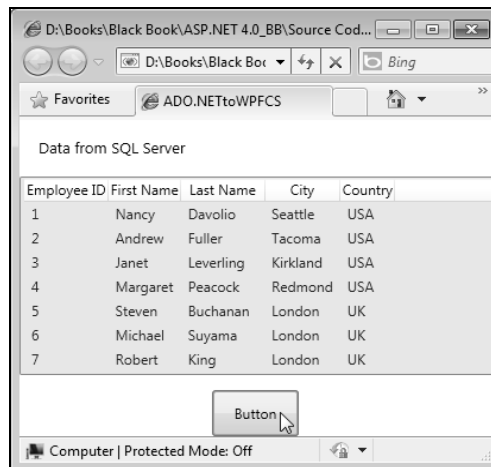 D:\Books\Black Book\ASP.NET 4.0_BB\Source Cod...
D:\Books\Black Boo Bing
Favorites ADO.NETtoWPFCS
Data from SQL Server
Employee ID First Name Last Name City Country
1 Nancy Davolio Seattle USA
2 Andrew Fuller Tacoma USA
3 Janet Leverling Kirkland USA
4 Margaret Peacock Redmond USA
5 Steven Buchanan London UK
6 Michael Suyama London UK
7 Robert King London UK
Button
Computer | Protected Mode: Off